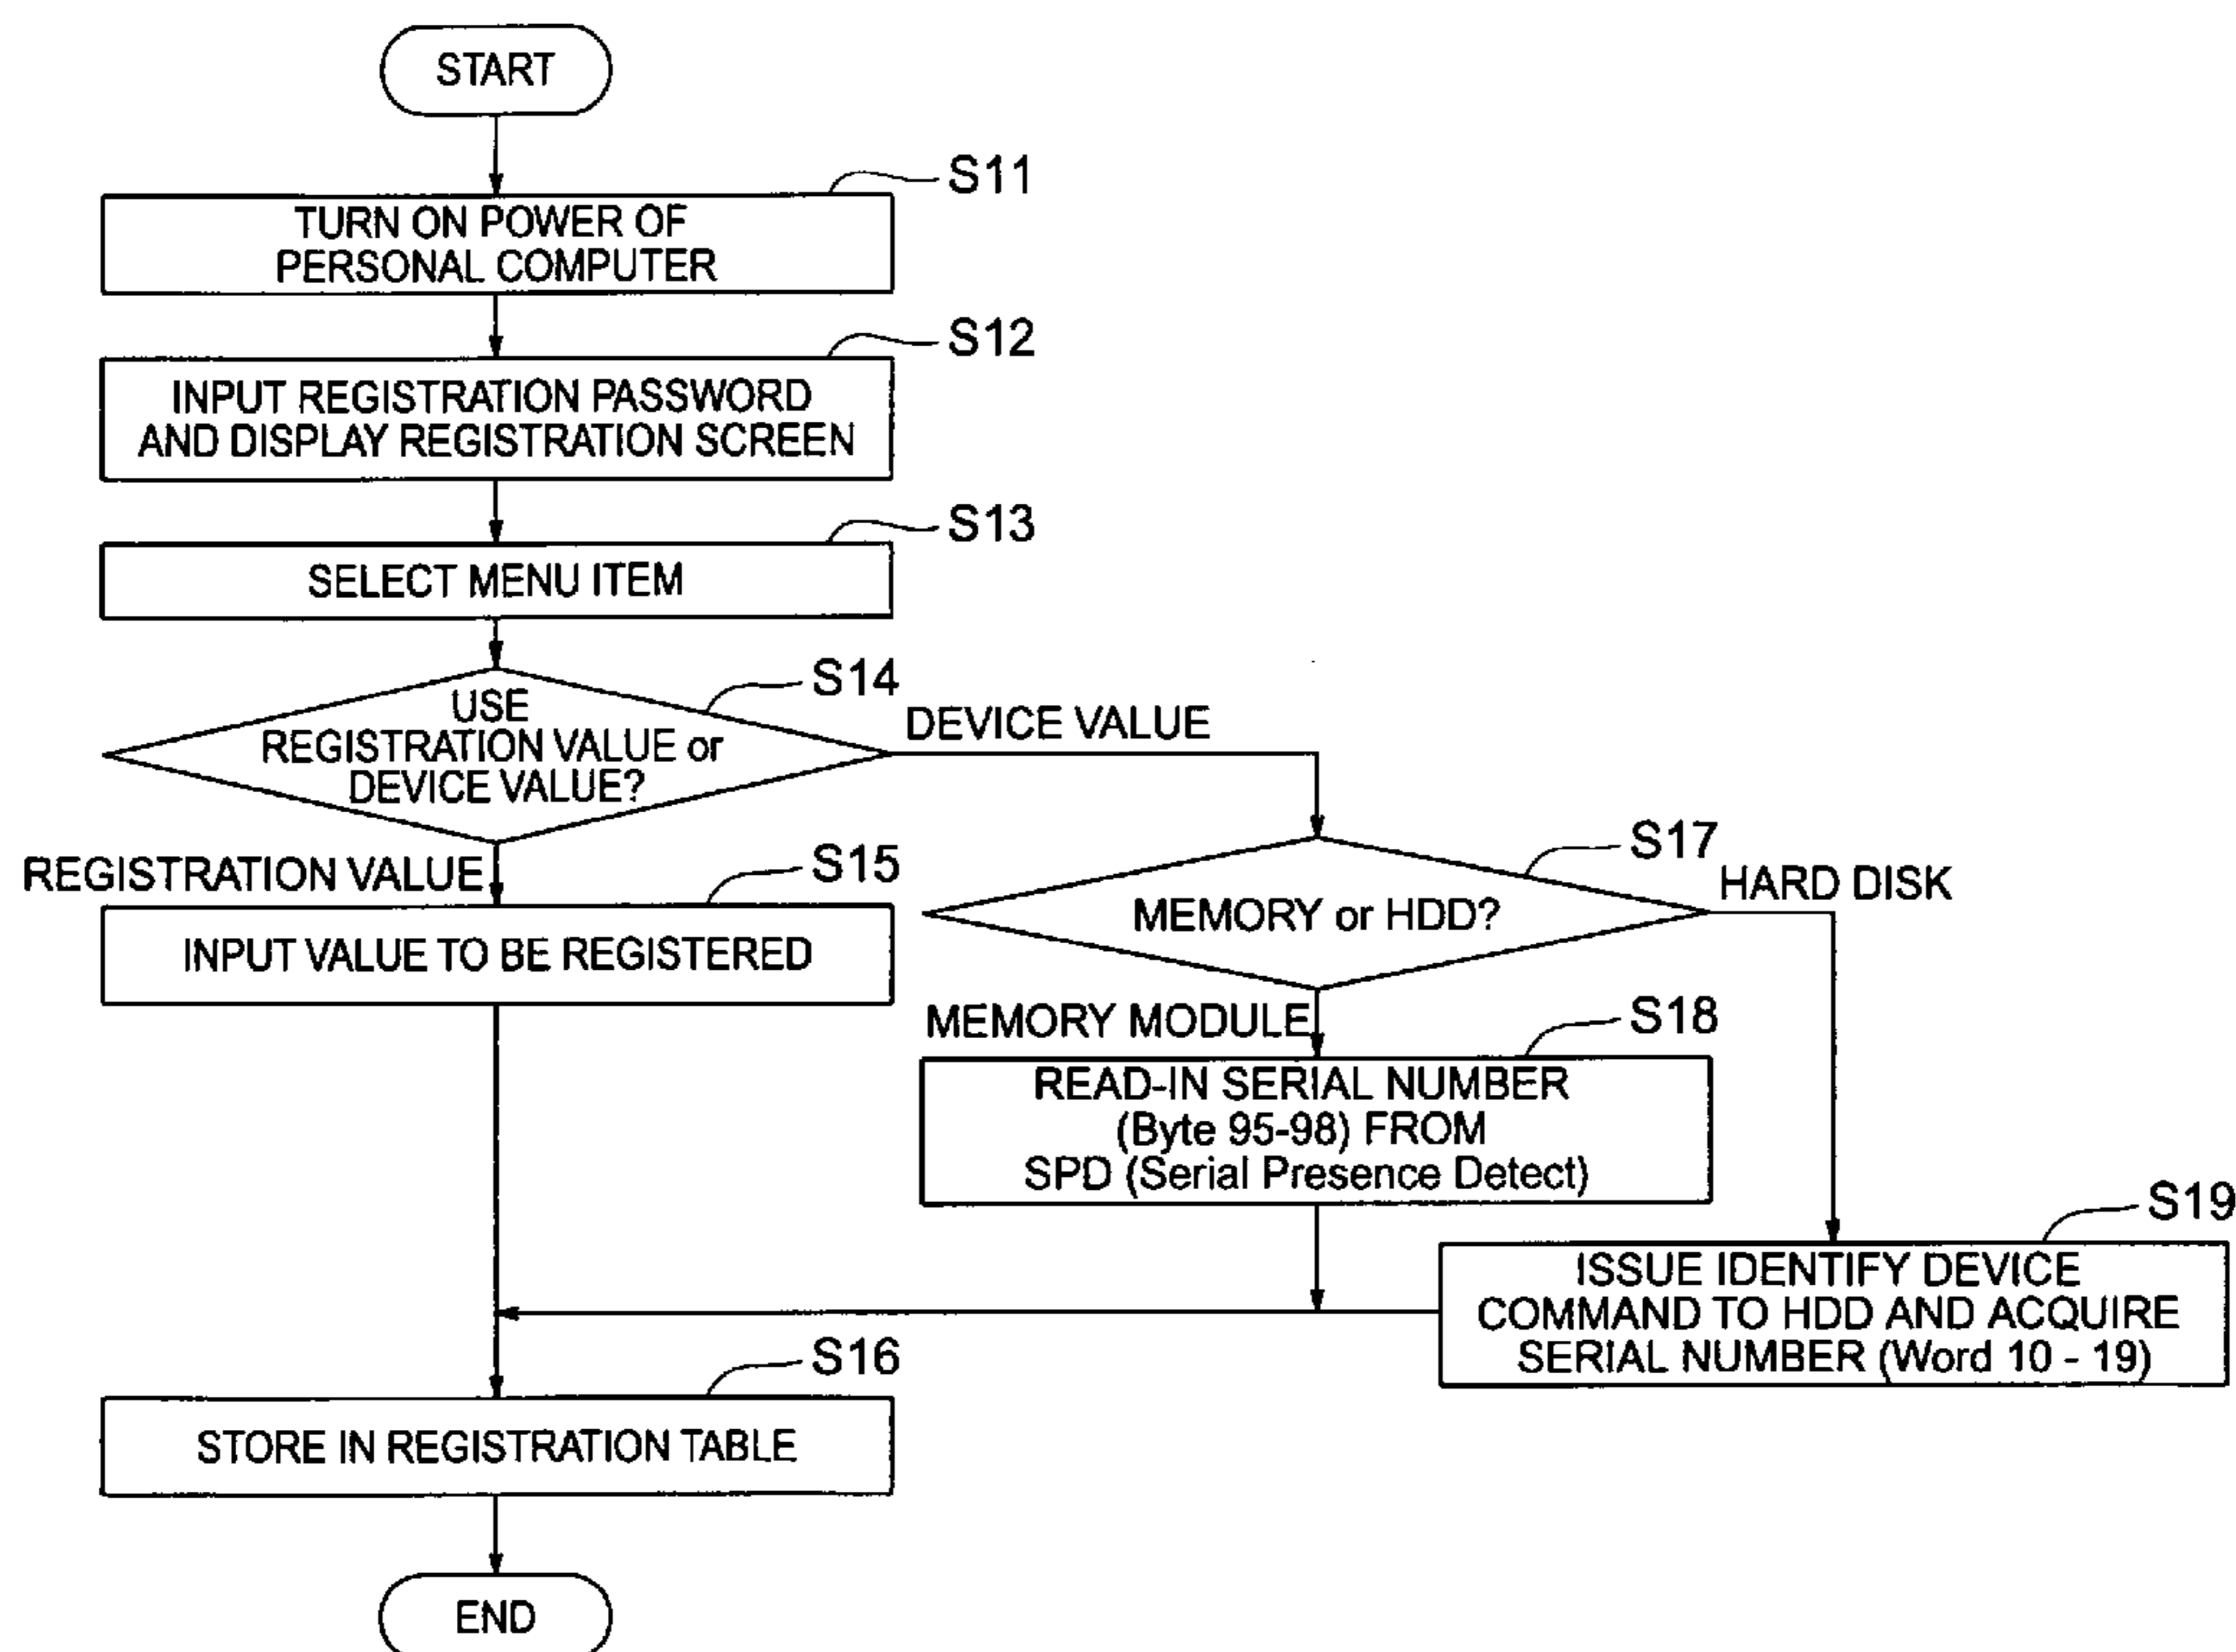 START
S11
TURN ON POWER OF
PERSONAL COMPUTER
S12
INPUT REGISTRATION PASSWORD
AND DISPLAY REGISTRATION SCREEN
S13
SELECT MENU ITEM
S14
USE
REGISTRATION VALUE or
DEVICE VALUE?
DEVICE VALUE
REGISTRATION VALUE
S15
INPUT VALUE TO BE REGISTERED
S17
MEMORY or HDD?
HARD DISK
MEMORY MODULE
S18
READ-IN SERIAL NUMBER
(Byte 95-98) FROM
SPD (Serial Presence Detect)
S19
ISSUE IDENTIFY DEVICE
COMMAND TO HDD AND ACQUIRE
SERIAL NUMBER (Word 10 - 19)
S16
STORE IN REGISTRATION TABLE
END